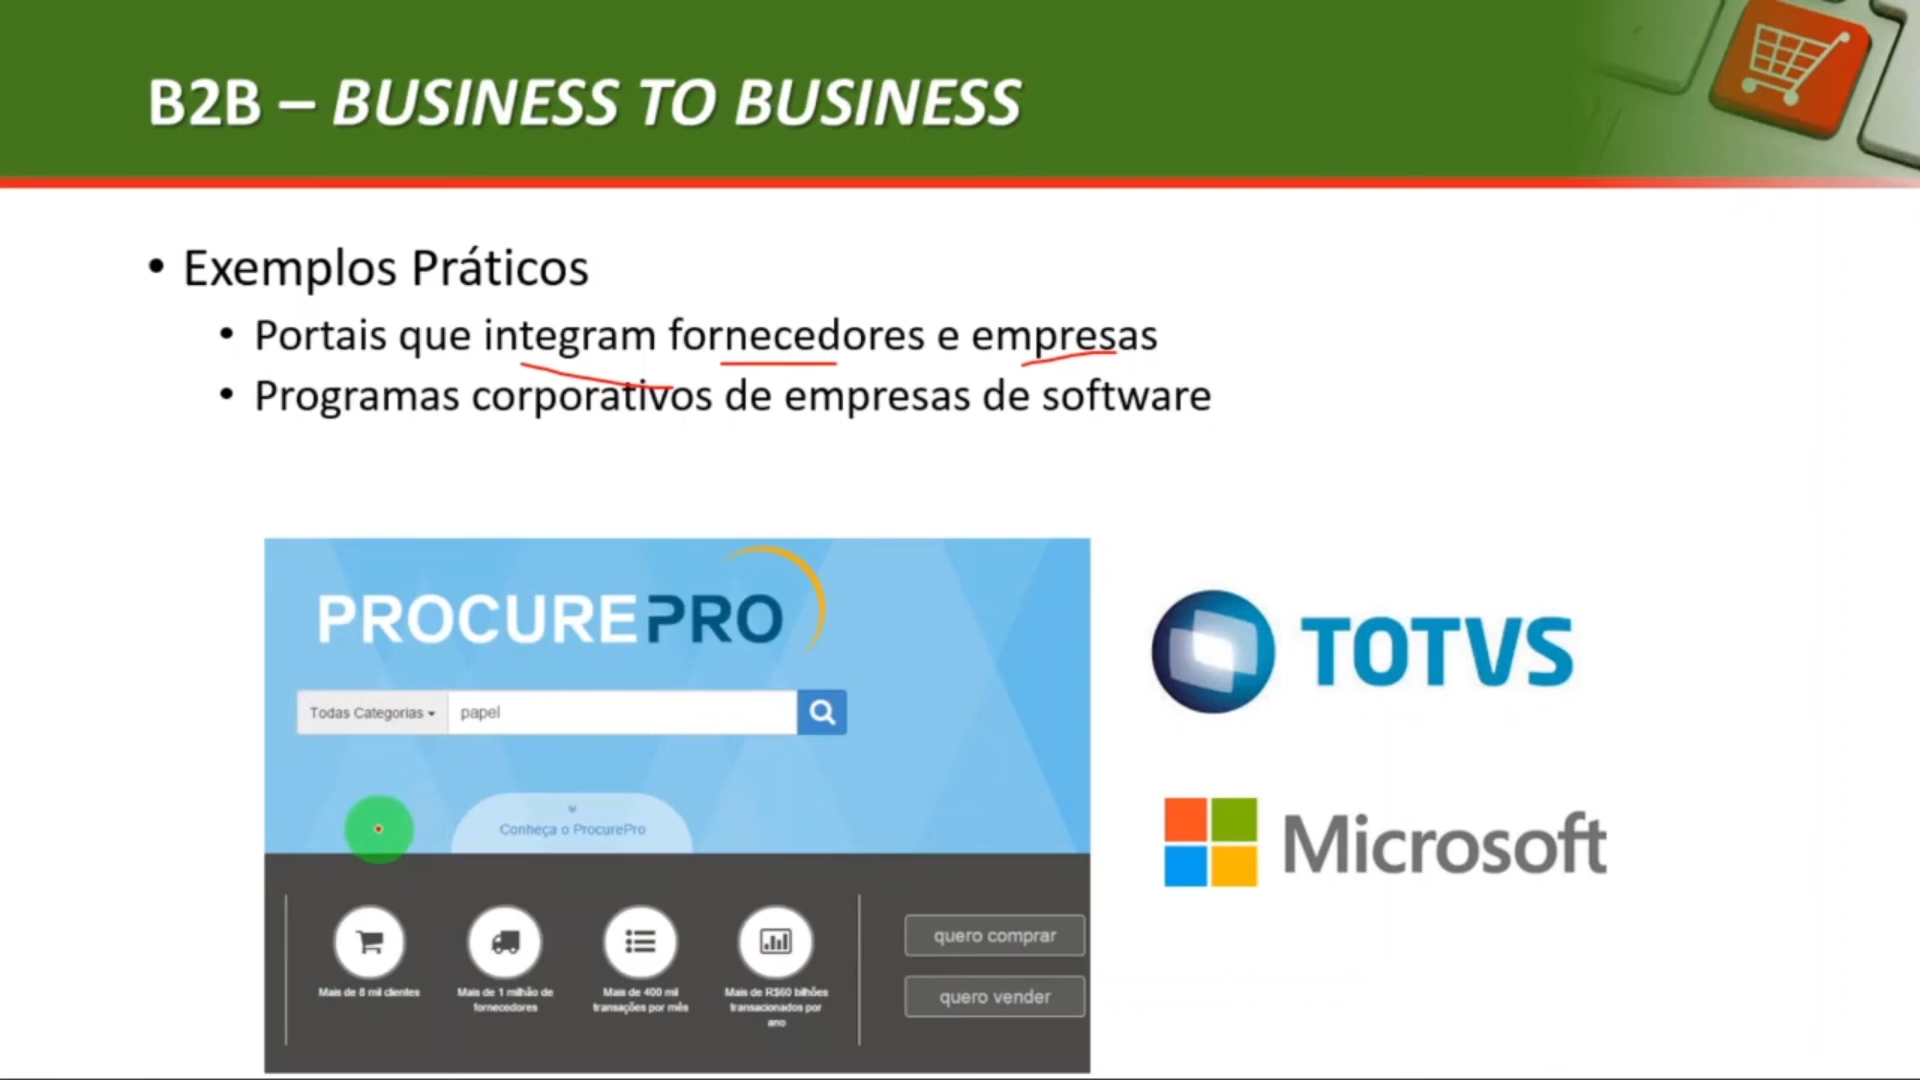 B2B – BUSINESS TO BUSINESS
• Exemplos Práticos
• Portais que integram fornecedores e empresas
• Programas corporativos de empresas de software
PROCUREPRO
Todas Categorias papel
Conheça o ProcurePro
Mais de 8 mil clientes
Mais de 1 milhão de
fornecedores
Mais de 400 mil
transações por mês
Mais de R$60 bilhões
transacionados por
ano
quero comprar
quero vender
TOTVS
Microsoft